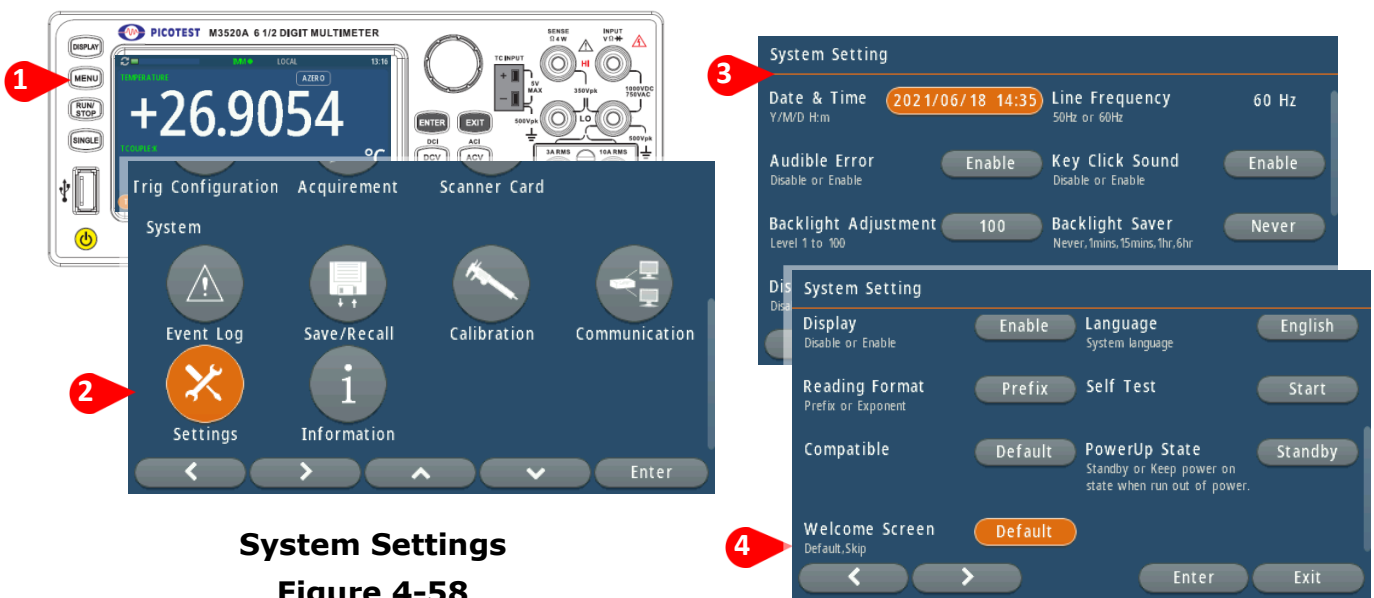 PICOTEST M3520A 6 1/2 DIGIT MULTIMETER
DISPLAY
MENU
RUN/
STOP
SINGLE
LOCAL
13:16
TEMPERATURE
AZERO
+26.9054
°C
ENTER
EXIT
DCI
ACI
DCV
ACV
TC INPUT
+
−
5V
MAX
SENSE
Ω 4 W
INPUT
HI
350Vpk
1000VDC
750VAC
LO
500Vpk
500Vpk
3A RMS
10A RMS
1
Trig Configuration Acquirement Scanner Card
System
Event Log Save/Recall Calibration Communication
2
Settings Information
Enter
System Settings
Figure 4-58
3
System Setting
Date & Time 2021/06/18 14:35 Line Frequency 60 Hz
Y/M/D H:m 50Hz or 60Hz
Audible Error Enable Key Click Sound Enable
Disable or Enable Disable or Enable
Backlight Adjustment 100 Backlight Saver Never
Level 1 to 100 Never,1mins,15mins,1hr,6hr
Dis
Disa
System Setting
Display Enable Language English
Disable or Enable System language
Reading Format Prefix Self Test Start
Prefix or Exponent
Compatible Default PowerUp State Standby
Standby or Keep power on
state when run out of power.
4
Welcome Screen Default
Default,Skip
Enter Exit